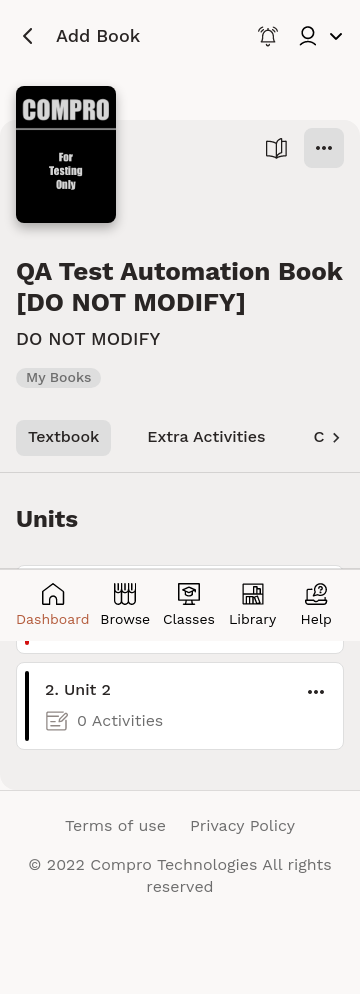 Add Book
COMPRO
For
Testing
Only
QA Test Automation Book
[DO NOT MODIFY]
DO NOT MODIFY
My Books
Textbook
Extra Activities
C
Units
Dashboard
Browse
Classes
Library
Help
2. Unit 2
0 Activities
Terms of use
Privacy Policy
© 2022 Compro Technologies All rights
reserved